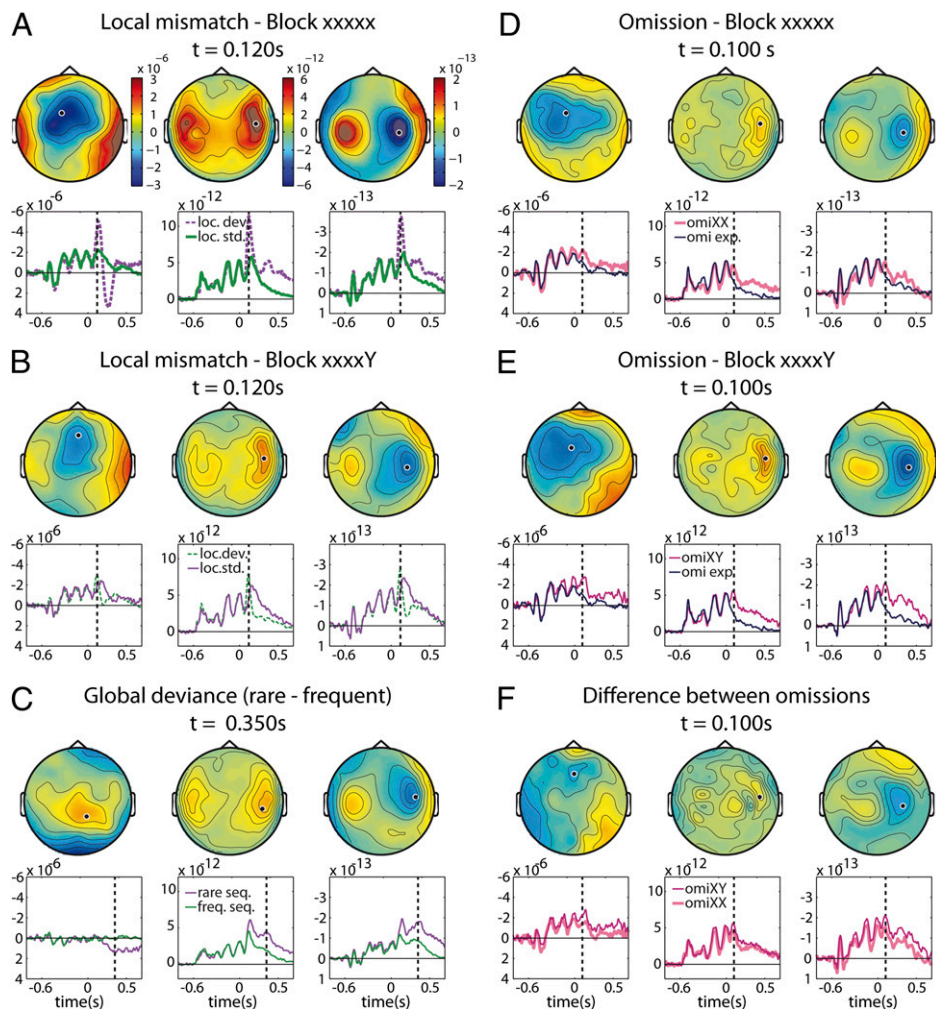 A Local mismatch - Block xxxxx
t = 0.120s
x 10⁻⁶ x 10⁻¹² x 10⁻¹³
3 2 1 0 −1 −2 −3
6 4 2 0 −2 −4 −6
2 1 0 −1 −2
x 10⁻⁶ x 10⁻¹² x 10⁻¹³
-6 -4 -2 0 2 4
10 5 0
-3 -2 -1 0 1
loc. dev.
loc. std.
-0.6 0 0.5 -0.6 0 0.5 -0.6 0 0.5
B Local mismatch - Block xxxxY
t = 0.120s
x 10⁻⁶ x 10⁻¹² x 10⁻¹³
-6 -4 -2 0 2 4
10 5 0
-3 -2 -1 0 1
loc.dev.
loc.std.
-0.6 0 0.5 -0.6 0 0.5 -0.6 0 0.5
C Global deviance (rare - frequent)
t = 0.350s
x 10⁻⁶ x 10⁻¹² x 10⁻¹³
-6 -4 -2 0 2 4
10 5 0
-3 -2 -1 0 1
rare seq.
freq. seq.
-0.6 0 0.5 -0.6 0 0.5 -0.6 0 0.5
time(s) time(s) time(s)
D Omission - Block xxxxx
t = 0.100 s
x 10⁻⁶ x 10⁻¹² x 10⁻¹³
-6 -4 -2 0 2 4
10 5 0
-3 -2 -1 0 1
omiXX
omi exp.
-0.6 0 0.5 -0.6 0 0.5 -0.6 0 0.5
E Omission - Block xxxxY
t = 0.100s
x 10⁻⁶ x 10⁻¹² x 10⁻¹³
-6 -4 -2 0 2 4
10 5 0
-3 -2 -1 0 1
omiXY
omi exp.
-0.6 0 0.5 -0.6 0 0.5 -0.6 0 0.5
F Difference between omissions
t = 0.100s
x 10⁻⁶ x 10⁻¹² x 10⁻¹³
-6 -4 -2 0 2 4
10 5 0
-3 -2 -1 0 1
omiXY
omiXX
-0.6 0 0.5 -0.6 0 0.5 -0.6 0 0.5
time(s) time(s) time(s)